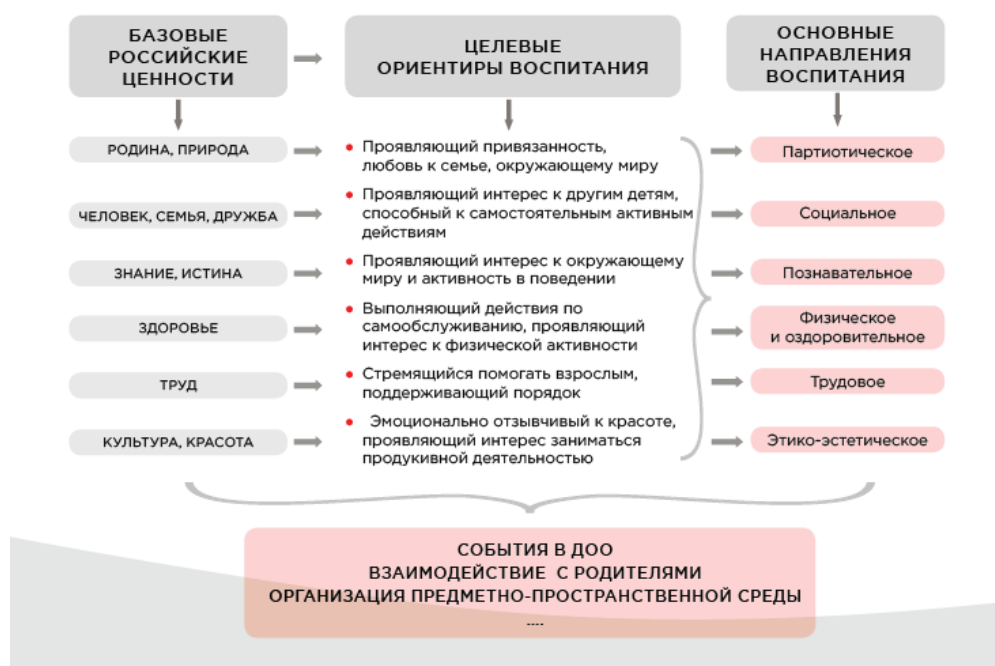 БАЗОВЫЕ
РОССИЙСКИЕ
ЦЕННОСТИ
ЦЕЛЕВЫЕ
ОРИЕНТИРЫ ВОСПИТАНИЯ
ОСНОВНЫЕ
НАПРАВЛЕНИЯ
ВОСПИТАНИЯ
РОДИНА, ПРИРОДА
• Проявляющий привязанность,
любовь к семье, окружающему миру
Партиотическое
ЧЕЛОВЕК, СЕМЬЯ, ДРУЖБА
• Проявляющий интерес к другим детям,
способный к самостоятельным активным
действиям
Социальное
ЗНАНИЕ, ИСТИНА
• Проявляющий интерес к окружающему
миру и активность в поведении
Познавательное
ЗДОРОВЬЕ
• Выполняющий действия по
самообслуживанию, проявляющий
интерес к физической активности
Физическое
и оздоровительное
ТРУД
• Стремящийся помогать взрослым,
поддерживающий порядок
Трудовое
КУЛЬТУРА, КРАСОТА
• Эмоционально отзывчивый к красоте,
проявляющий интерес заниматься
продукивной деятельностью
Этико-эстетическое
СОБЫТИЯ В ДОО
ВЗАИМОДЕЙСТВИЕ С РОДИТЕЛЯМИ
ОРГАНИЗАЦИЯ ПРЕДМЕТНО-ПРОСТРАНСТВЕННОЙ СРЕДЫ
....